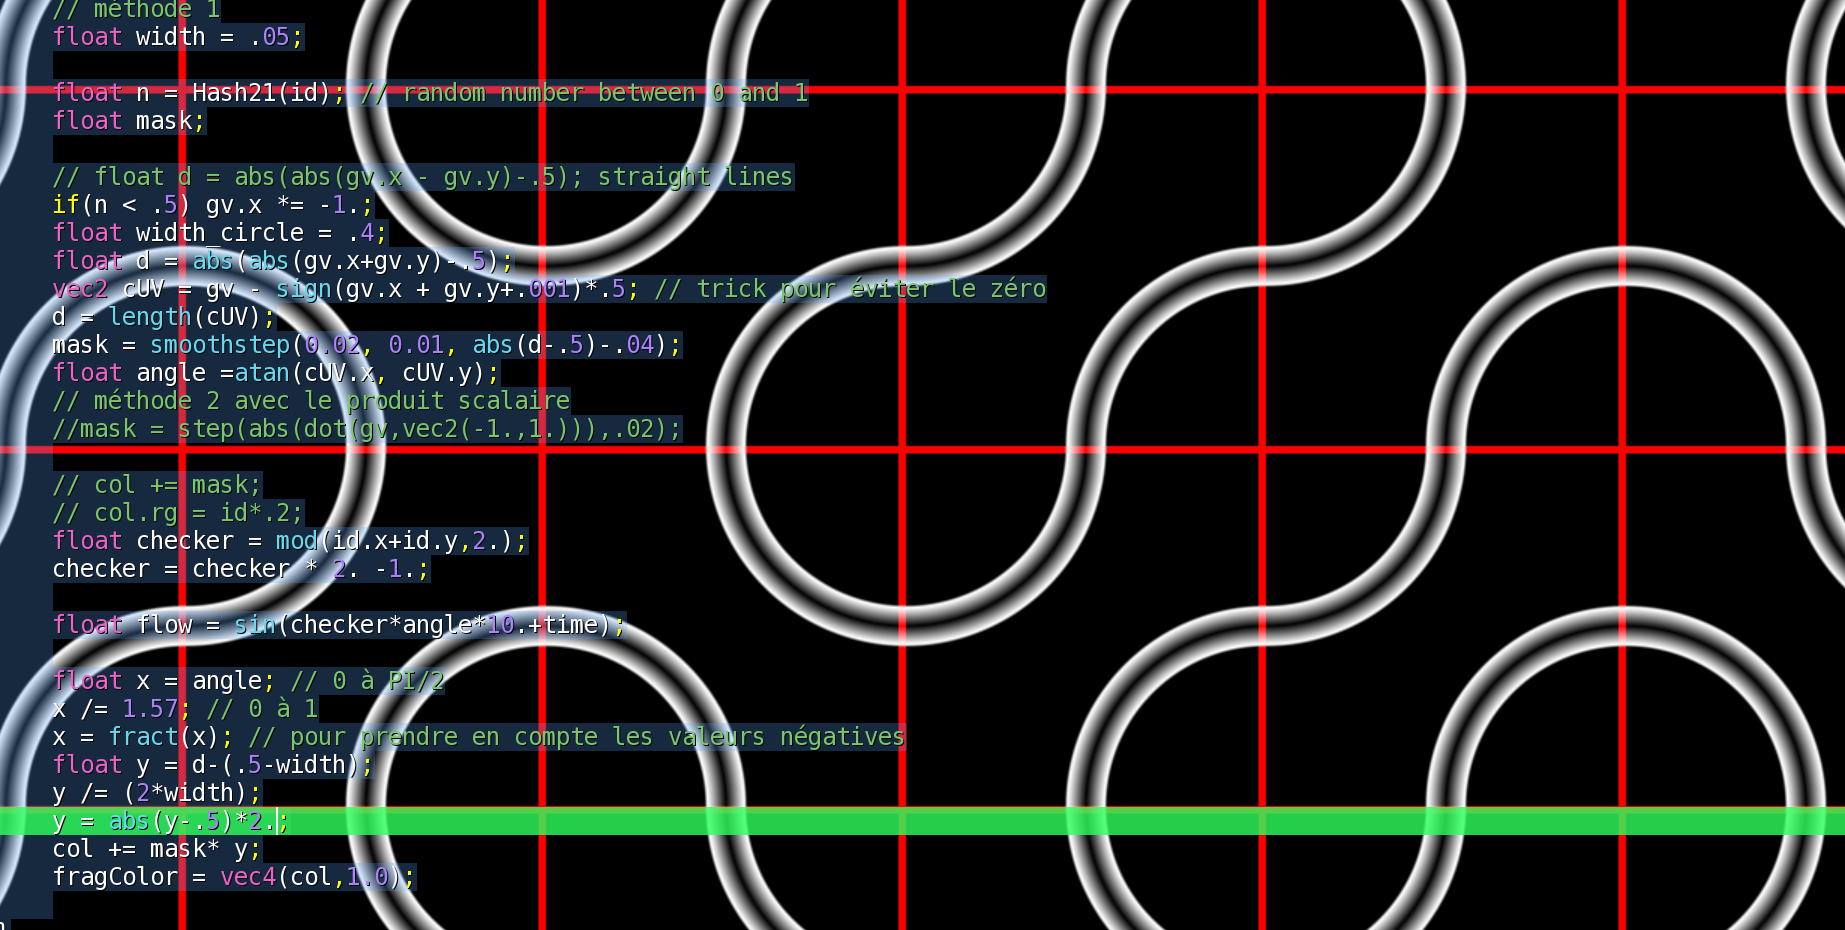 // méthode 1
float width = .05;
float n = Hash21(id); // random number between 0 and 1
float mask;
// float d = abs(abs(gv.x - gv.y)-.5); straight lines
if(n < .5) gv.x *= -1.;
float width_circle = .4;
float d = abs(abs(gv.x+gv.y)-.5);
vec2 cUV = gv - sign(gv.x + gv.y+.001)*.5; // trick pour éviter le zéro
d = length(cUV);
mask = smoothstep(0.02, 0.01, abs(d-.5)-.04);
float angle =atan(cUV.x, cUV.y);
// méthode 2 avec le produit scalaire
//mask = step(abs(dot(gv,vec2(-1.,1.))),.02);
// col += mask;
// col.rg = id*.2;
float checker = mod(id.x+id.y,2.);
checker = checker * 2. -1.;
float flow = sin(checker*angle*10.+time);
float x = angle; // 0 à PI/2
x /= 1.57; // 0 à 1
x = fract(x); // pour prendre en compte les valeurs négatives
float y = d-(.5-width);
y /= (2*width);
y = abs(y-.5)*2.;
col += mask* y;
fragColor = vec4(col,1.0);